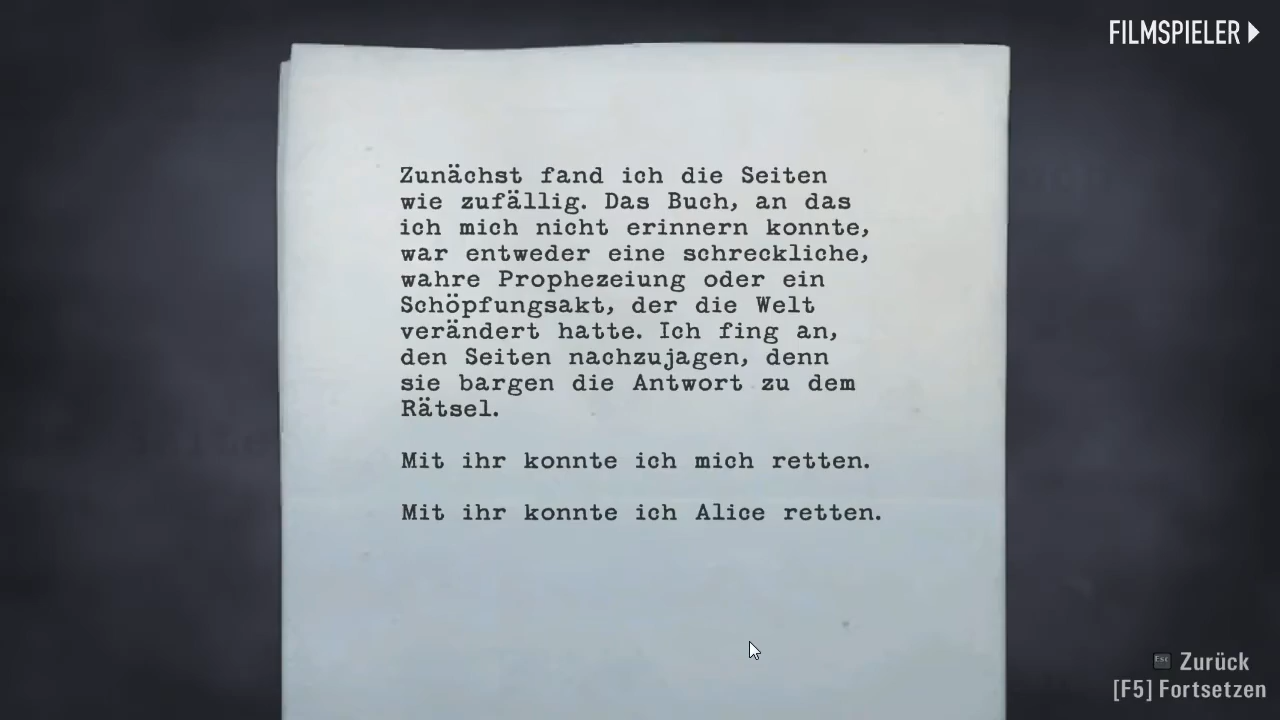 FILMSPIELER
Zunächst fand ich die Seiten
wie zufällig. Das Buch, an das
ich mich nicht erinnern konnte,
war entweder eine schreckliche,
wahre Prophezeiung oder ein
Schöpfungsakt, der die Welt
verändert hatte. Ich fing an,
den Seiten nachzujagen, denn
sie bargen die Antwort zu dem
Rätsel.
Mit ihr konnte ich mich retten.
Mit ihr konnte ich Alice retten.
Esc Zurück
[F5] Fortsetzen